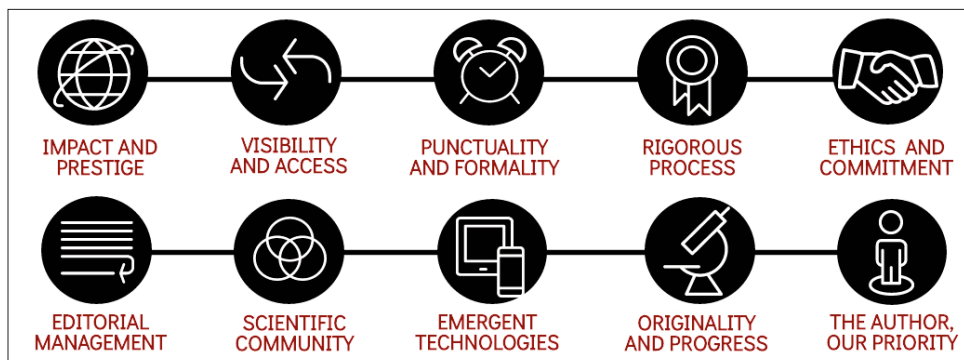 IMPACT AND
PRESTIGE
VISIBILITY
AND ACCESS
PUNCTUALITY
AND FORMALITY
RIGOROUS
PROCESS
ETHICS AND
COMMITMENT
EDITORIAL
MANAGEMENT
SCIENTIFIC
COMMUNITY
EMERGENT
TECHNOLOGIES
ORIGINALITY
AND PROGRESS
THE AUTHOR,
OUR PRIORITY